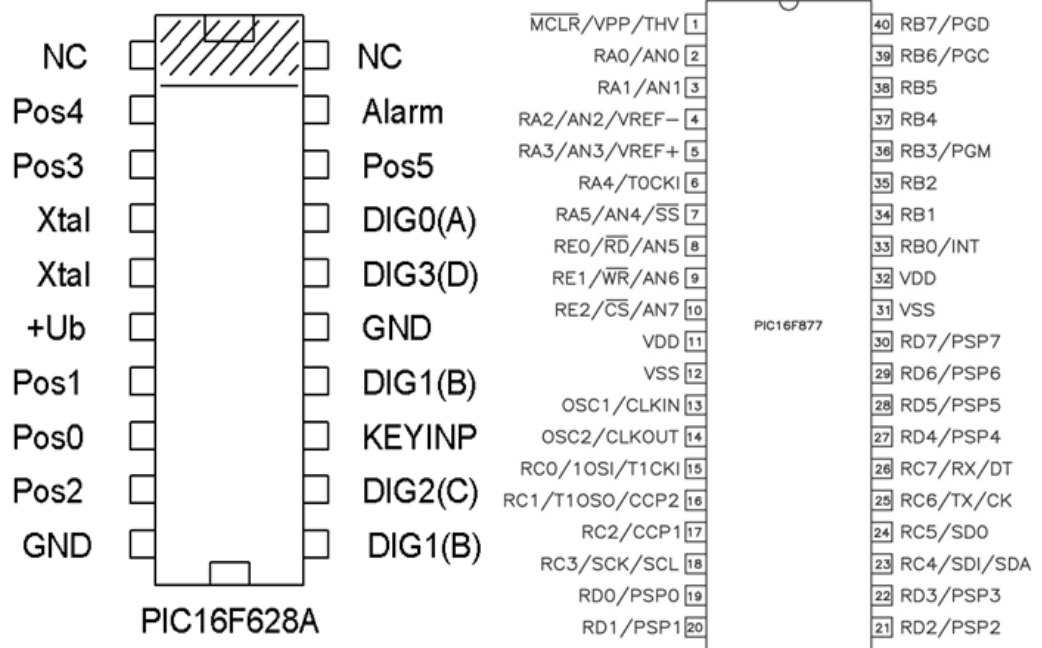 NC NC
Pos4 Alarm
Pos3 Pos5
Xtal DIG0(A)
Xtal DIG3(D)
+Ub GND
Pos1 DIG1(B)
Pos0 KEYINP
Pos2 DIG2(C)
GND DIG1(B)
PIC16F628A
MCLR/VPP/THV 1 40 RB7/PGD
RA0/AN0 2 39 RB6/PGC
RA1/AN1 3 38 RB5
RA2/AN2/VREF− 4 37 RB4
RA3/AN3/VREF+ 5 36 RB3/PGM
RA4/T0CKI 6 35 RB2
RA5/AN4/SS 7 34 RB1
RE0/RD/AN5 8 33 RB0/INT
RE1/WR/AN6 9 32 VDD
RE2/CS/AN7 10 31 VSS
PIC16F877
VDD 11 30 RD7/PSP7
VSS 12 29 RD6/PSP6
OSC1/CLKIN 13 28 RD5/PSP5
OSC2/CLKOUT 14 27 RD4/PSP4
RC0/1OSI/T1CKI 15 26 RC7/RX/DT
RC1/T1OSO/CCP2 16 25 RC6/TX/CK
RC2/CCP1 17 24 RC5/SD0
RC3/SCK/SCL 18 23 RC4/SDI/SDA
RD0/PSP0 19 22 RD3/PSP3
RD1/PSP1 20 21 RD2/PSP2